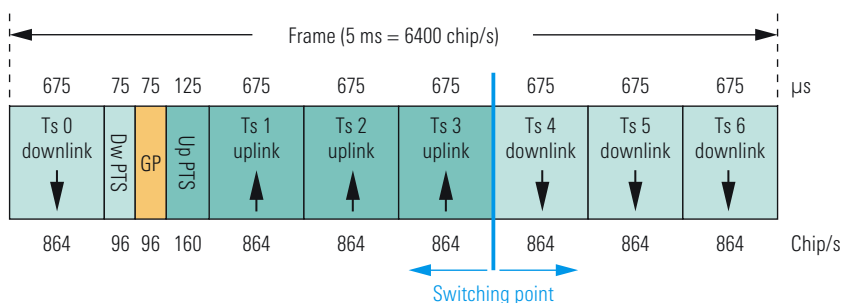 Frame (5 ms = 6400 chip/s)
675 75 75 125 675 675 675 675 675 675 µs
Ts 0 downlink
Dw PTS
GP
Up PTS
Ts 1 uplink
Ts 2 uplink
Ts 3 uplink
Ts 4 downlink
Ts 5 downlink
Ts 6 downlink
864 96 96 160 864 864 864 864 864 864 Chip/s
Switching point